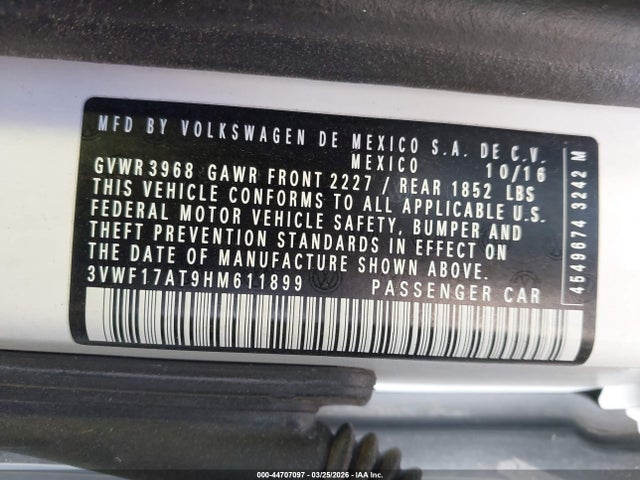 MFD BY VOLKSWAGEN DE MEXICO S.A. DE C.V.
MEXICO 10/16
GVWR 3968 GAWR FRONT 2227 / REAR 1852 LBS
THIS VEHICLE CONFORMS TO ALL APPLICABLE U.S.
FEDERAL MOTOR VEHICLE SAFETY, BUMPER AND
THEFT PREVENTION STANDARDS IN EFFECT ON
THE DATE OF MANUFACTURE SHOWN ABOVE.
3VWF17AT9HM611899 PASSENGER CAR
4549674 3242 M
000-44707097 - 03/25/2026 - IAAI, Inc.